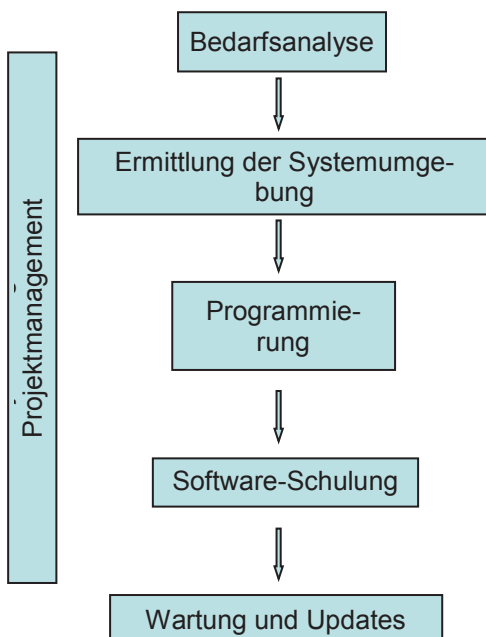 Bedarfsanalyse
Projektmanagement
Ermittlung der Systemumge-
bung
Programmie-
rung
Software-Schulung
Wartung und Updates